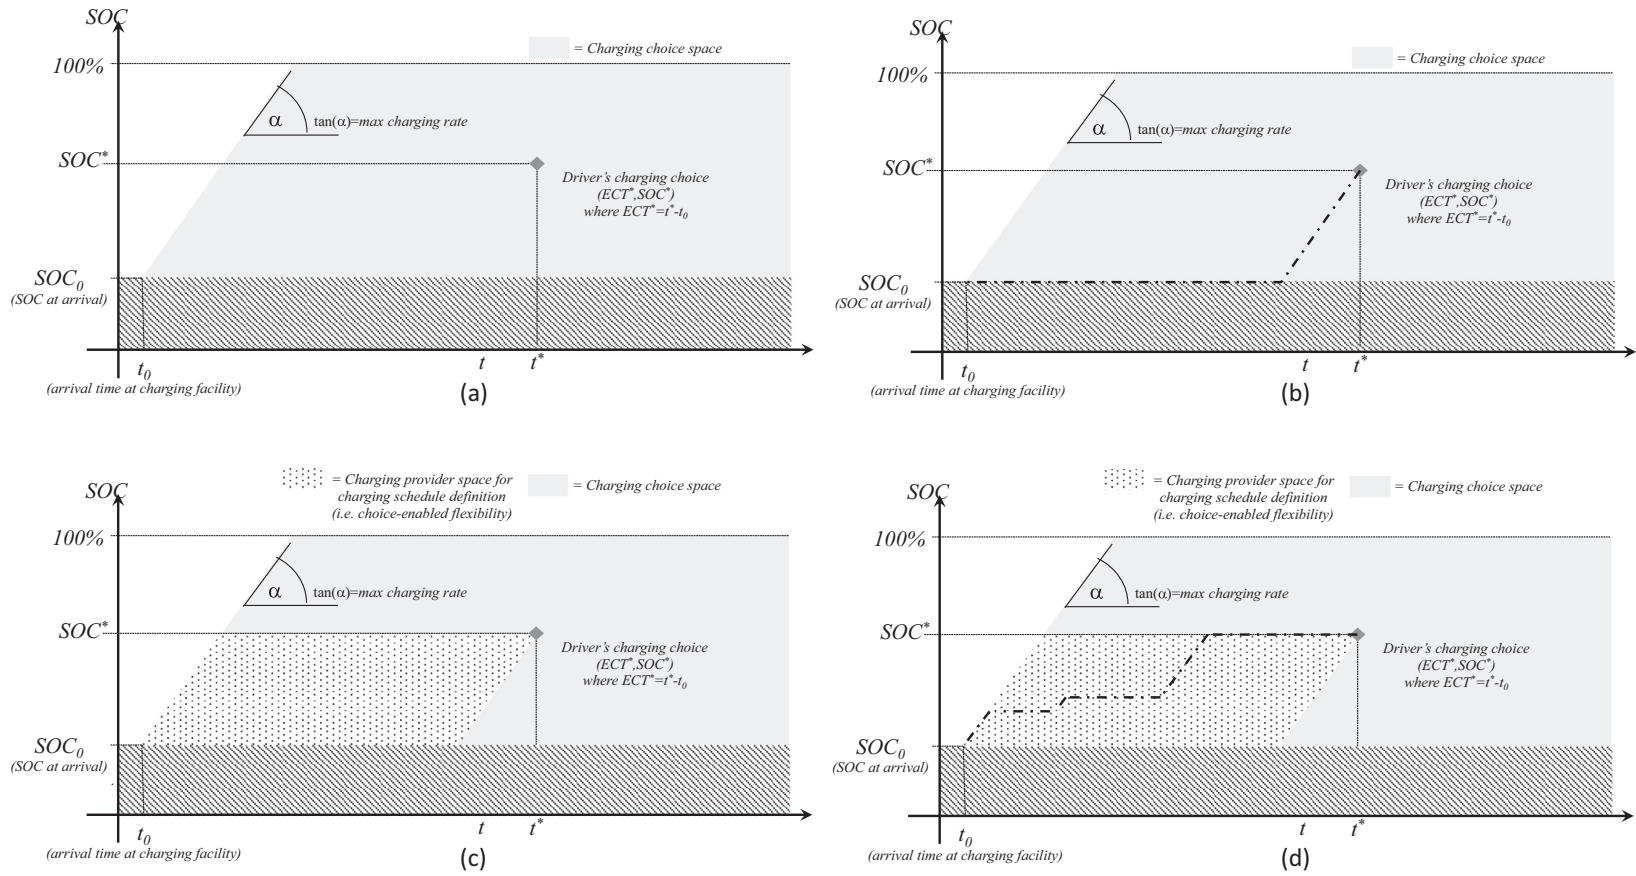 SOC
= Charging choice space
100%
α
tan(α)=max charging rate
SOC*
Driver's charging choice
(ECT*,SOC*)
where ECT*=t*-t₀
SOC₀
(SOC at arrival)
t₀
t
t*
(arrival time at charging facility)
(a)
SOC
= Charging choice space
100%
α
tan(α)=max charging rate
SOC*
Driver's charging choice
(ECT*,SOC*)
where ECT*=t*-t₀
SOC₀
(SOC at arrival)
t₀
t
t*
(arrival time at charging facility)
(b)
= Charging provider space for
charging schedule definition
(i.e. choice-enabled flexibility)
= Charging choice space
SOC
100%
α
tan(α)=max charging rate
SOC*
Driver's charging choice
(ECT*,SOC*)
where ECT*=t*-t₀
SOC₀
(SOC at arrival)
t₀
t
t*
(arrival time at charging facility)
(c)
= Charging provider space for
charging schedule definition
(i.e. choice-enabled flexibility)
= Charging choice space
SOC
100%
α
tan(α)=max charging rate
SOC*
Driver's charging choice
(ECT*,SOC*)
where ECT*=t*-t₀
SOC₀
(SOC at arrival)
t₀
t
t*
(arrival time at charging facility)
(d)